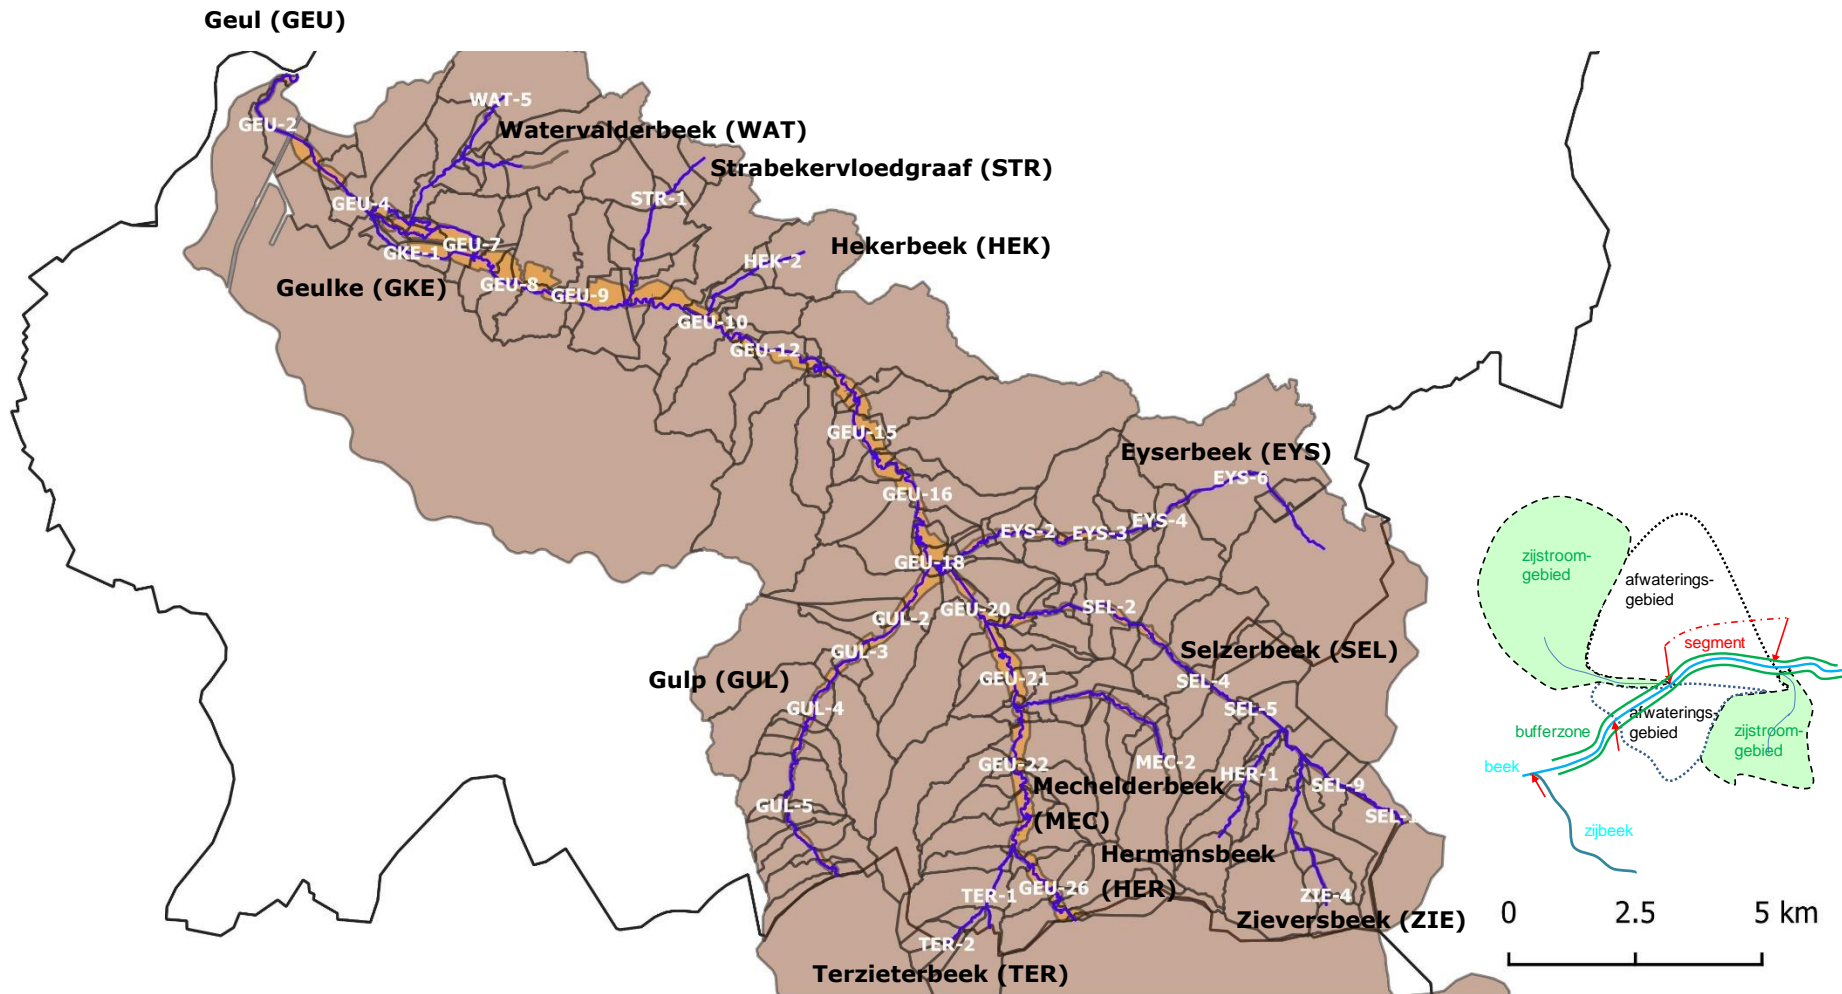 Geul (GEU)
WAT-5
GEU-2
Watervalderbeek (WAT)
Strabekervloedgraaf (STR)
STR-1
GEU-4
GEU-7
GKE-1
Hekerbeek (HEK)
HEK-2
GEU-8
Geulke (GKE)
GEU-9
GEU-10
GEU-12
GEU-15
Eyserbeek (EYS)
EYS-6
GEU-16
EYS-4
EYS-2
EYS-3
GEU-18
GEU-20
SEL-2
GUL-2
GUL-3
Selzerbeek (SEL)
Gulp (GUL)
GEU-21
SEL-4
GUL-4
SEL-5
GEU-22
MEC-2
HER-1
Mechelderbeek
(MEC)
SEL-9
GUL-5
SEL-1
Hermansbeek
(HER)
GEU-26
TER-1
ZIE-4
Zieversbeek (ZIE)
TER-2
Terzieterbeek (TER)
zijstroom-
gebied
afwaterings-
gebied
segment
afwaterings-
gebied
bufferzone
zijstroom-
gebied
beek
zijbeek
0 2.5 5 km